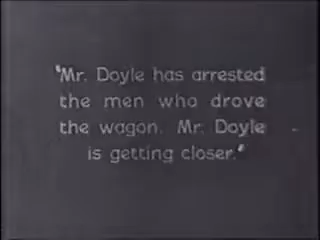 "Mr. Doyle has arrested
the men who drove
the wagon. Mr. Doyle
is getting closer."